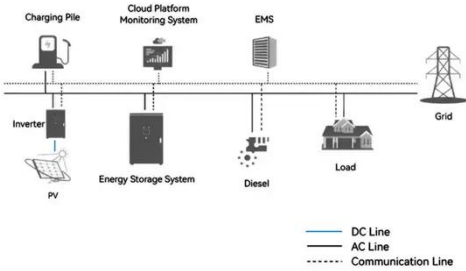 Charging Pile
Cloud Platform
Monitoring System
EMS
Grid
Inverter
PV
Energy Storage System
Diesel
Load
DC Line
AC Line
Communication Line